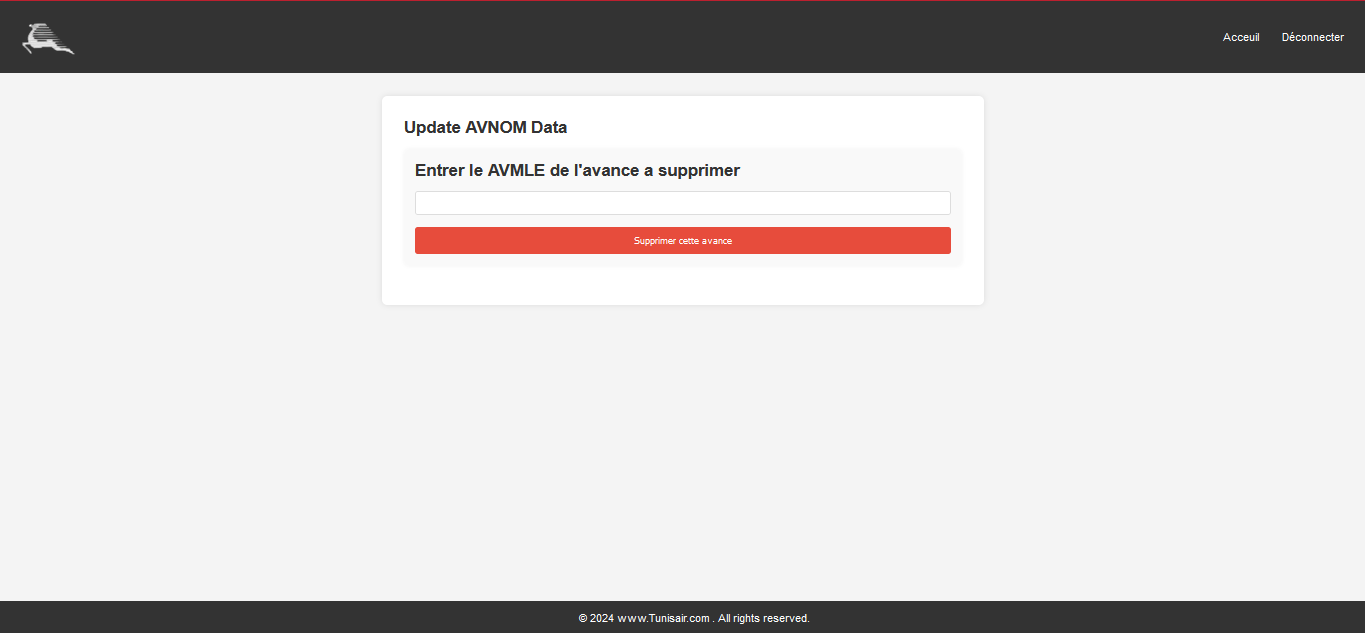 Acceuil Déconnecter
Update AVNOM Data
Entrer le AVMLE de l'avance a supprimer
Supprimer cette avance
© 2024 www.Tunisair.com . All rights reserved.